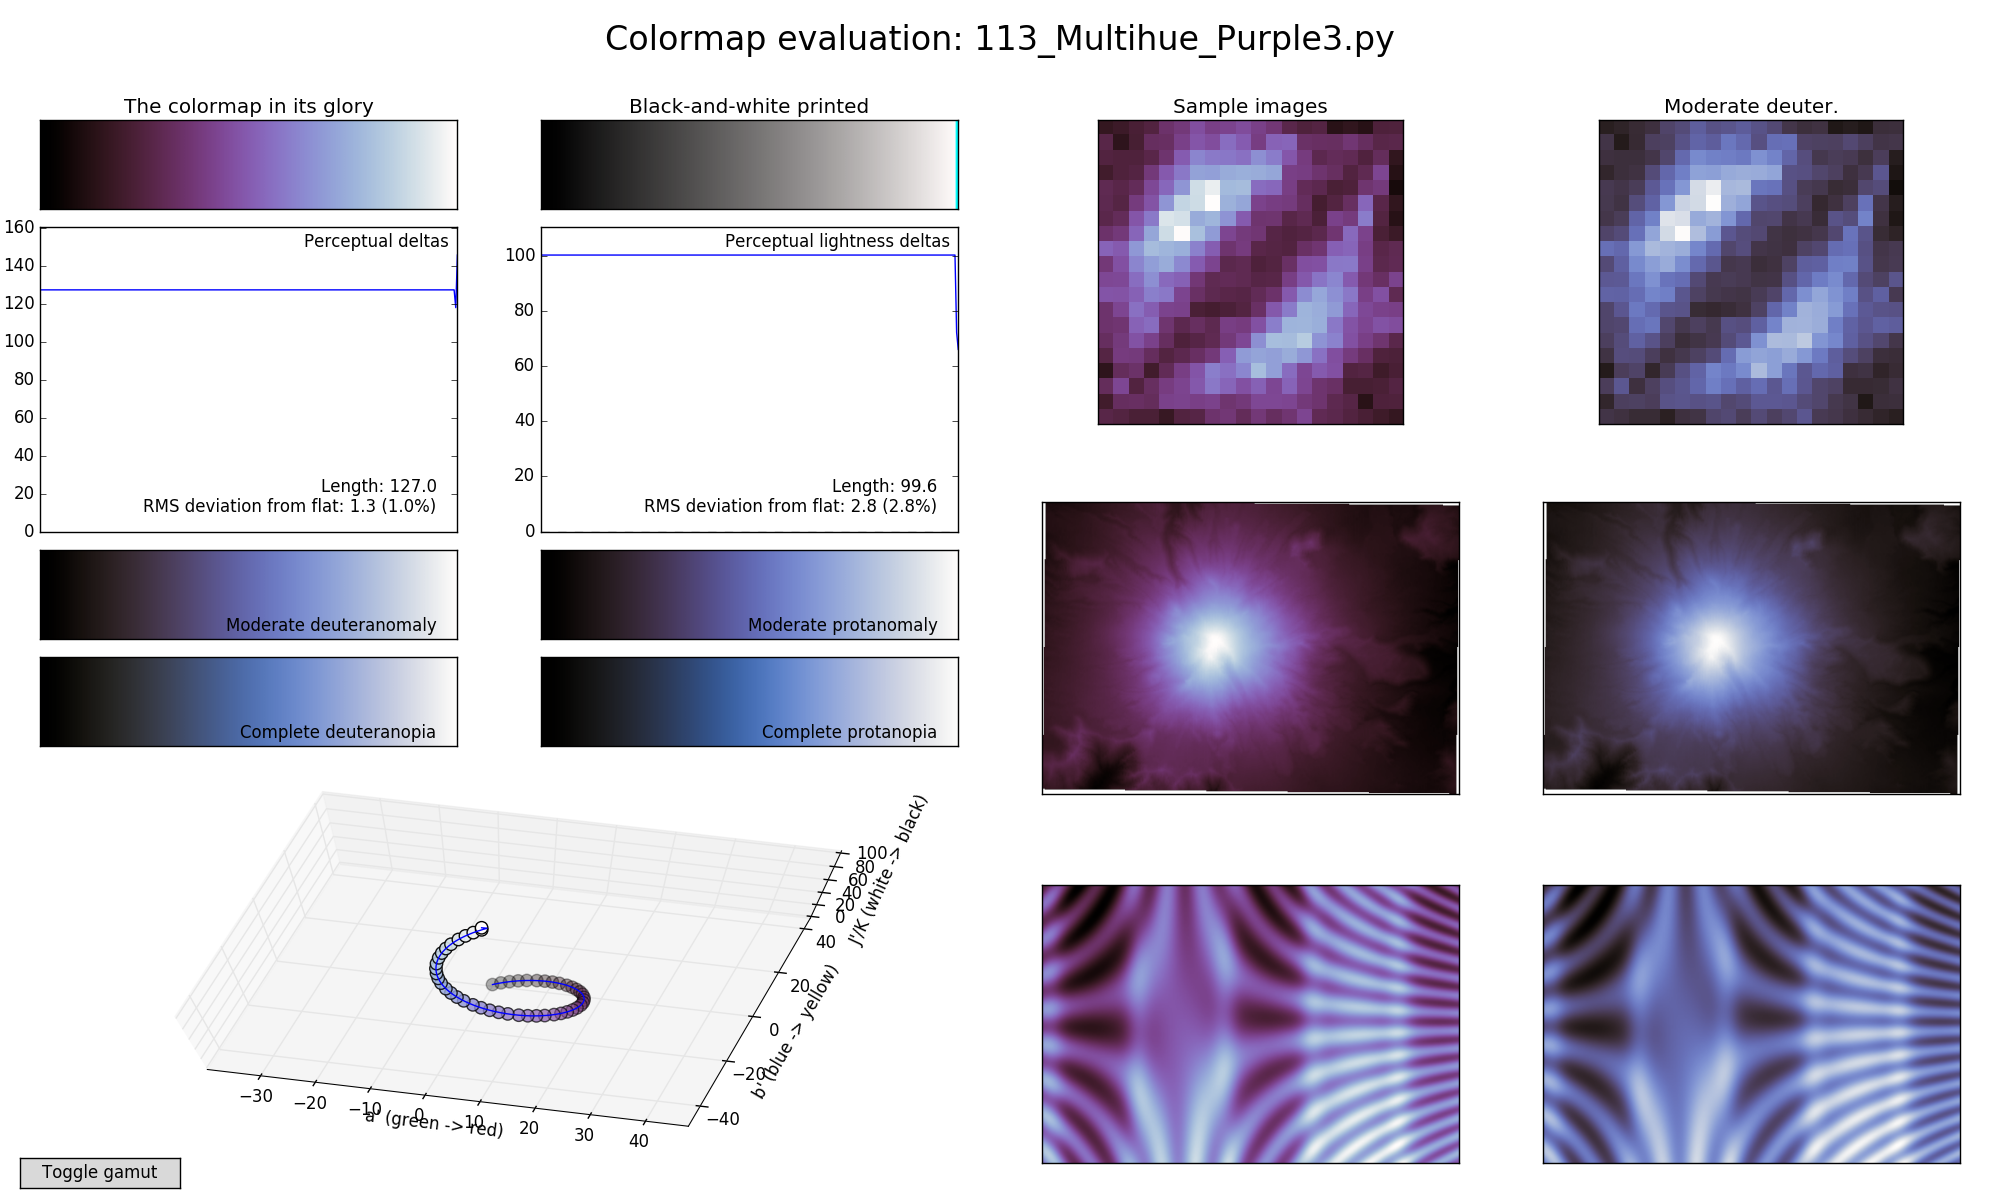 Colormap evaluation: 113_Multihue_Purple3.py
The colormap in its glory
Black-and-white printed
Sample images
Moderate deuter.
160
140
120
100
80
60
40
20
0
Perceptual deltas
Length: 127.0
RMS deviation from flat: 1.3 (1.0%)
100
80
60
40
20
0
Perceptual lightness deltas
Length: 99.6
RMS deviation from flat: 2.8 (2.8%)
Moderate deuteranomaly
Moderate protanomaly
Complete deuteranopia
Complete protanopia
100
80
60
40
20
0
J'/K (white -> black)
40
20
0
−20
−40
b' (blue -> yellow)
−30
−20
−10
0
10
20
30
40
a' (green -> red)
Toggle gamut